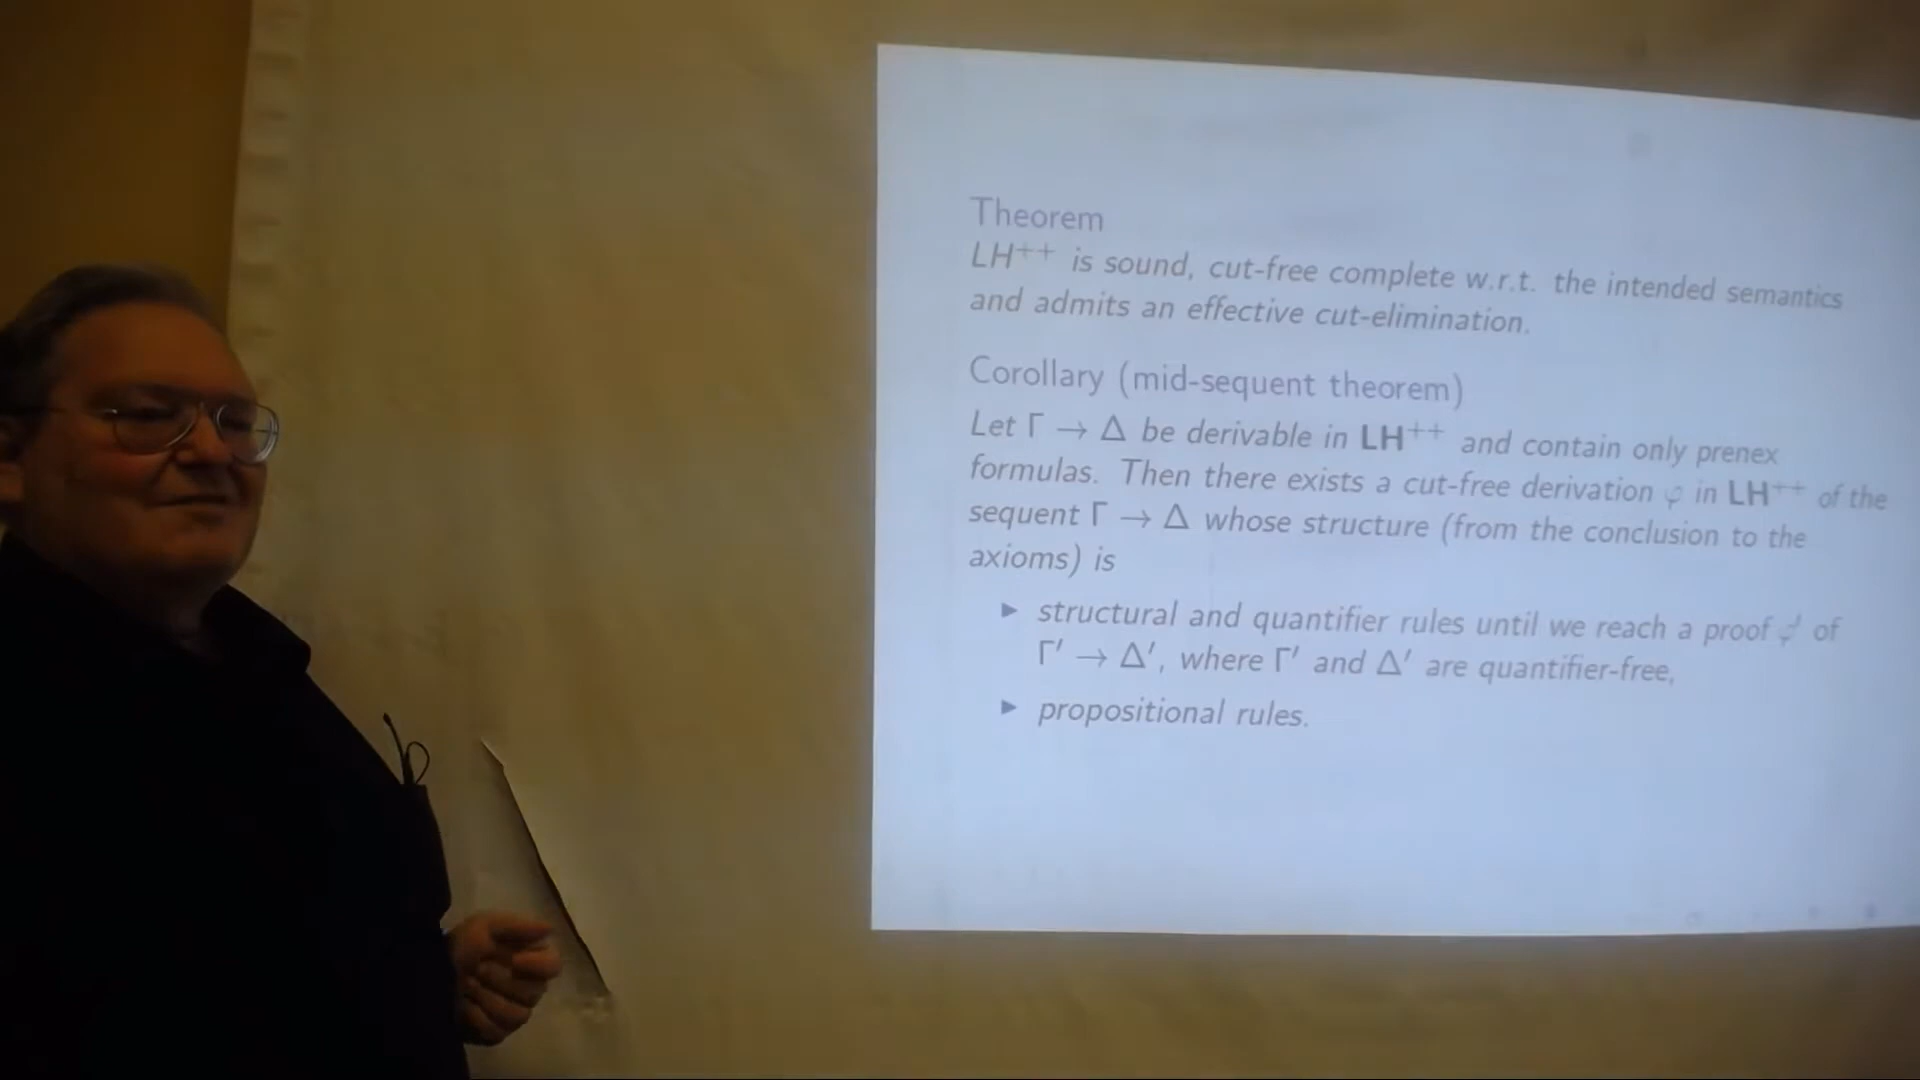 Theorem
LH⁺⁺ is sound, cut-free complete w.r.t. the intended semantics
and admits an effective cut-elimination.
Corollary (mid-sequent theorem)
Let Γ → Δ be derivable in LH⁺⁺ and contain only prenex
formulas. Then there exists a cut-free derivation φ in LH⁺⁺ of the
sequent Γ → Δ whose structure (from the conclusion to the
axioms) is
▶ structural and quantifier rules until we reach a proof φ′ of
Γ′ → Δ′, where Γ′ and Δ′ are quantifier-free,
▶ propositional rules.